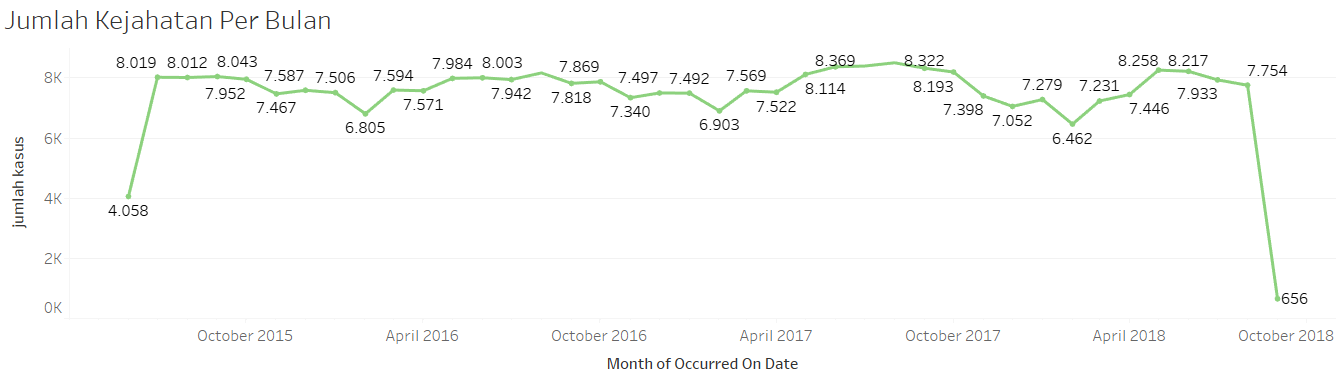 Jumlah Kejahatan Per Bulan
8.019 8.012 8.043 7.587 7.506 7.594 7.984 8.003 7.869 7.497 7.492 7.569 8.369 8.322 7.279 7.231 8.258 8.217 7.754
7.952 7.467 6.805 7.571 7.942 7.818 7.340 6.903 7.522 8.114 8.193 7.398 7.052 6.462 7.446 7.933
4.058
656
8K
6K
4K
2K
0K
jumlah kasus
October 2015 April 2016 October 2016 April 2017 October 2017 April 2018 October 2018
Month of Occurred On Date